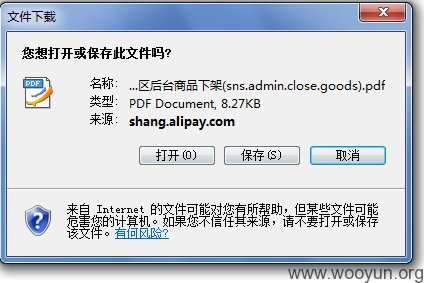 文件下载
您想打开或保存此文件吗?
PDF
名称: ...区后台商品下架(sns.admin.close.goods).pdf
类型: PDF Document, 8.27KB
来源: shang.alipay.com
打开(O) 保存(S) 取消
来自 Internet 的文件可能对您有所帮助，但某些文件可能
危害您的计算机。如果您不信任其来源，请不要打开或保存
该文件。有何风险?
www.wooyun.org